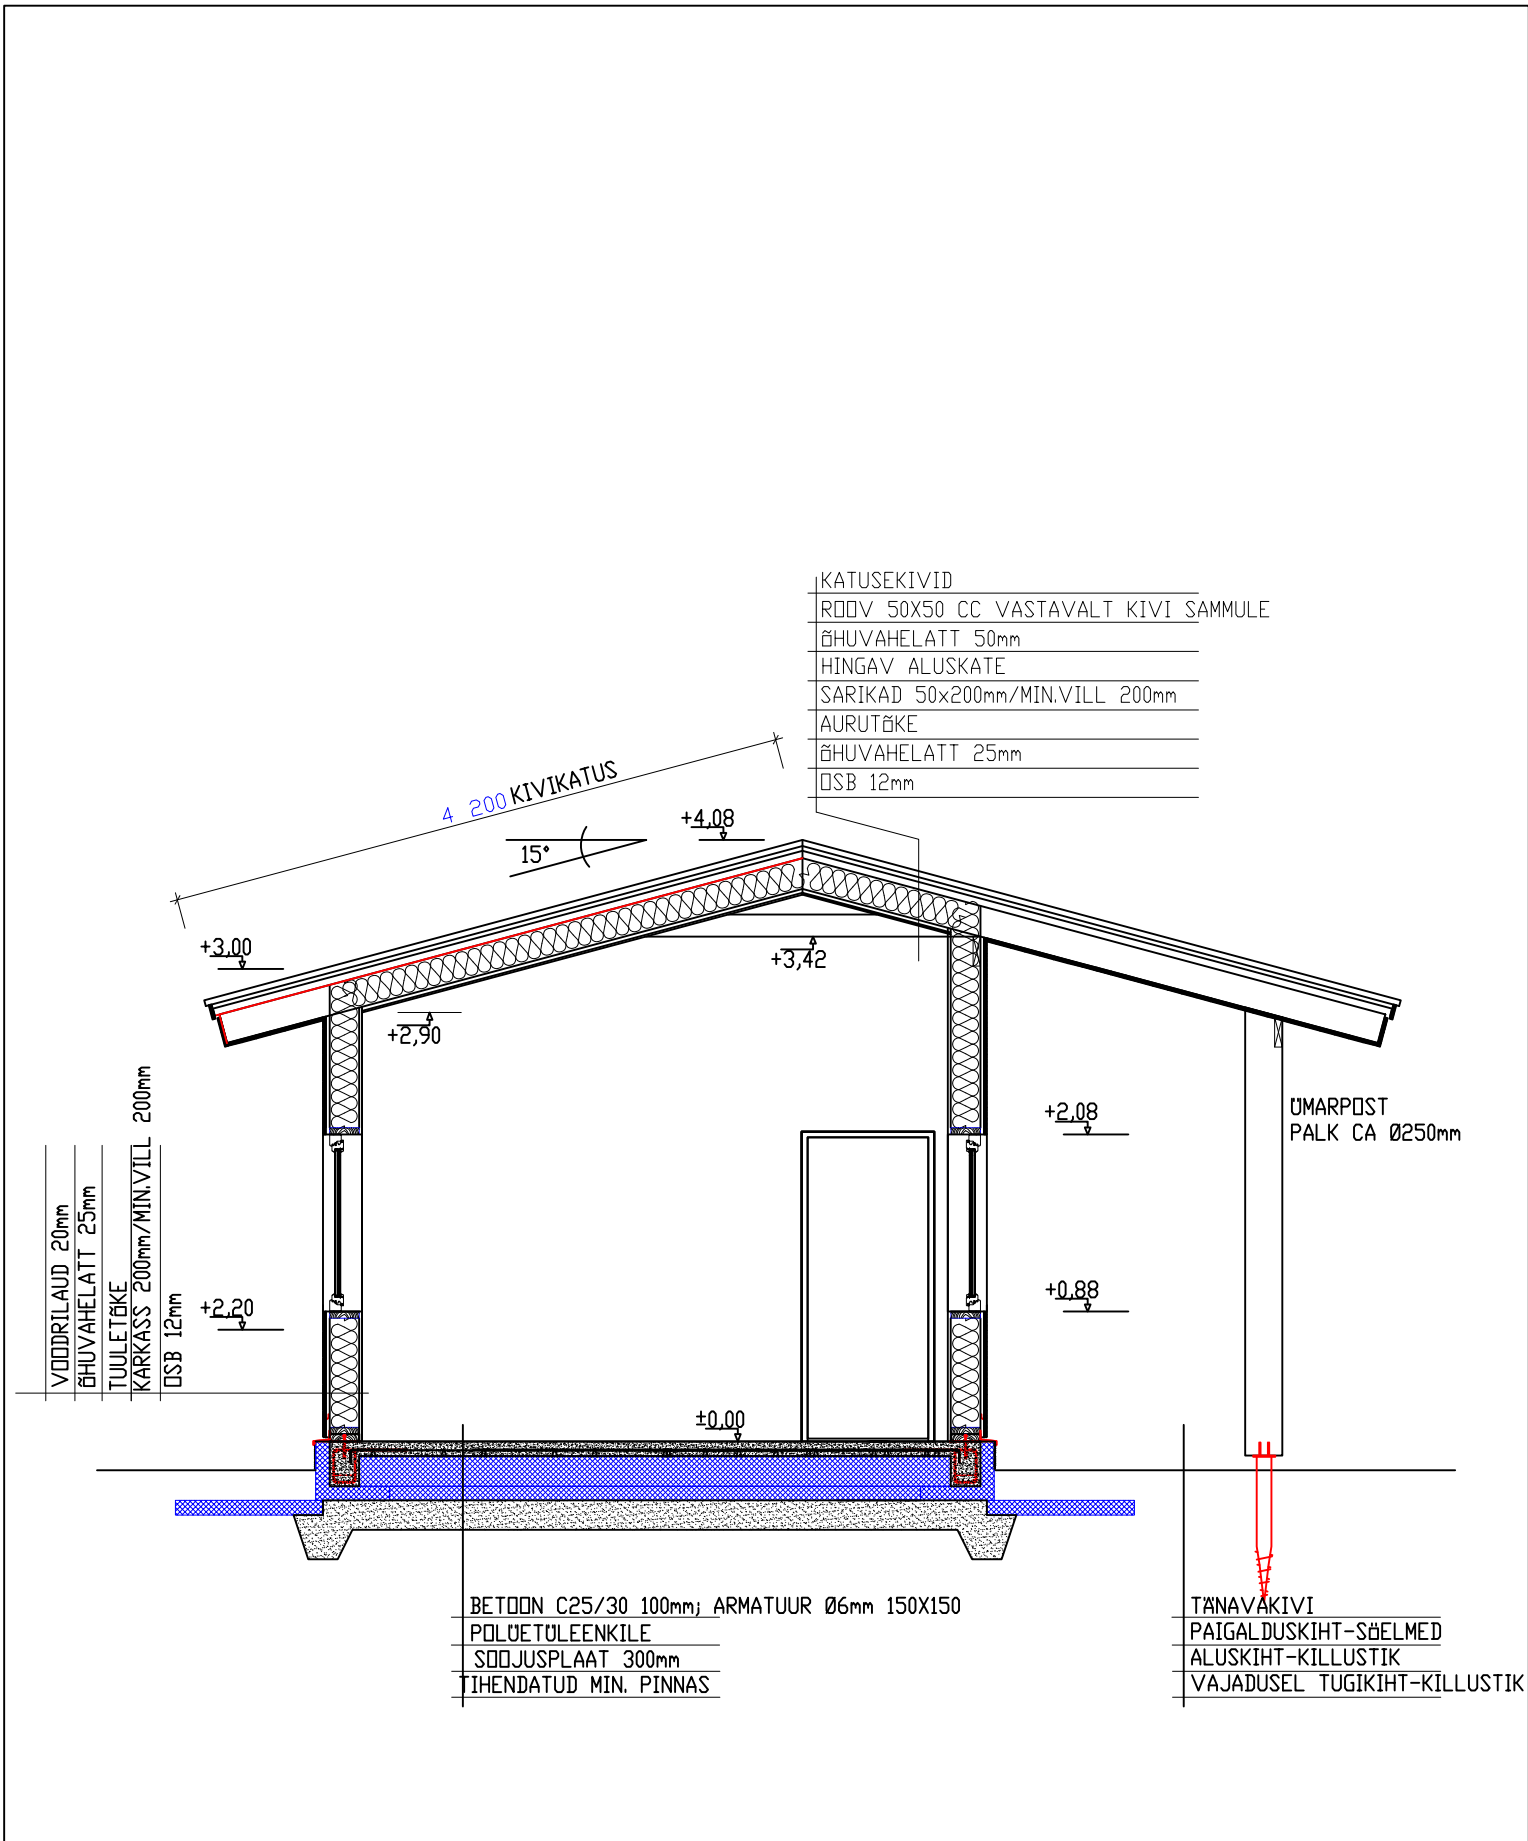 KATUSEKIVID
ROOV 50X50 CC VASTAVALT KIVI SAMMULE
ÕHUVAHELATT 50mm
HINGAV ALUSKATE
SARIKAD 50x200mm/MIN.VILL 200mm
AURUTÕKE
ÕHUVAHELATT 25mm
OSB 12mm
4 200 KIVIKATUS
15°
+4,08
+3,00
+3,42
+2,90
+2,08
ÜMARPOST
PALK CA Ø250mm
+0,88
+2,20
VOODRILAUD 20mm
ÕHUVAHELATT 25mm
TUULETÕKE
KARKASS 200mm/MIN.VILL 200mm
OSB 12mm
±0,00
BETOON C25/30 100mm; ARMATUUR Ø6mm 150X150
POLÜETÜLEENKILE
SOOJUSPLAAT 300mm
TIHENDATUD MIN. PINNAS
TÄNAVAKIVI
PAIGALDUSKIHT-SÕELMED
ALUSKIHT-KILLUSTIK
VAJADUSEL TUGIKIHT-KILLUSTIK